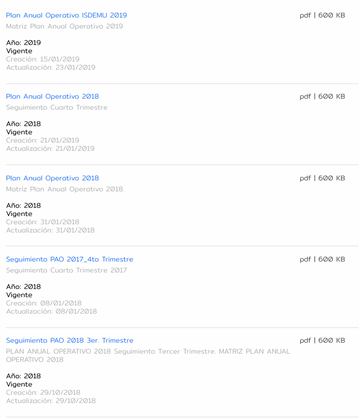 Plan Anual Operativo ISDEMU 2019 pdf | 600 KB
Matriz Plan Anual Operativo 2019
Año: 2019
Vigente
Creación: 15/01/2019
Actualización: 23/01/2019
Plan Anual Operativo 2018 pdf | 600 KB
Seguimiento Cuarto Trimestre
Año: 2018
Vigente
Creación: 21/01/2019
Actualización: 21/01/2019
Plan Anual Operativo 2018 pdf | 600 KB
Matriz Plan Anual Operativo 2018.
Año: 2018
Vigente
Creación: 31/01/2018
Actualización: 31/01/2018
Seguimiento PAO 2017_4to Trimestre pdf | 600 KB
Seguimiento Cuarto Trimestre 2017
Año: 2018
Vigente
Creación: 08/01/2018
Actualización: 08/01/2018
Seguimiento PAO 2018 3er. Trimestre pdf | 600 KB
PLAN ANUAL OPERATIVO 2018 Seguimiento Tercer Trimestre. MATRIZ PLAN ANUAL
OPERATIVO 2018
Año: 2018
Vigente
Creación: 29/10/2018
Actualización: 29/10/2018